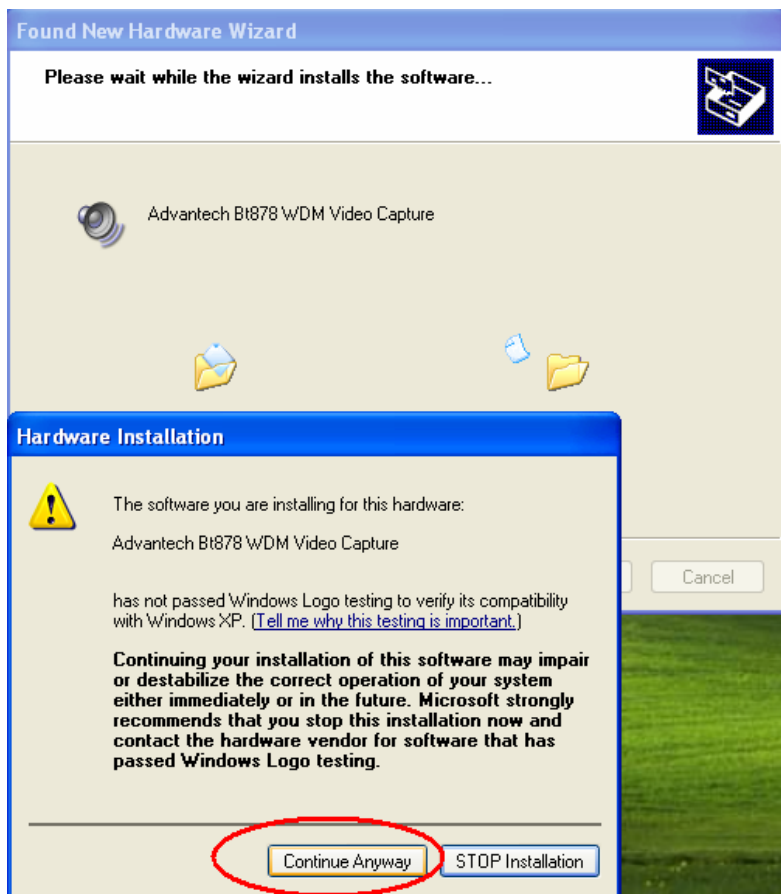 Found New Hardware Wizard
Please wait while the wizard installs the software...
Advantech Bt878 WDM Video Capture
Cancel
Hardware Installation
The software you are installing for this hardware:
Advantech Bt878 WDM Video Capture
has not passed Windows Logo testing to verify its compatibility
with Windows XP. (Tell me why this testing is important.)
Continuing your installation of this software may impair
or destabilize the correct operation of your system
either immediately or in the future. Microsoft strongly
recommends that you stop this installation now and
contact the hardware vendor for software that has
passed Windows Logo testing.
Continue Anyway
STOP Installation